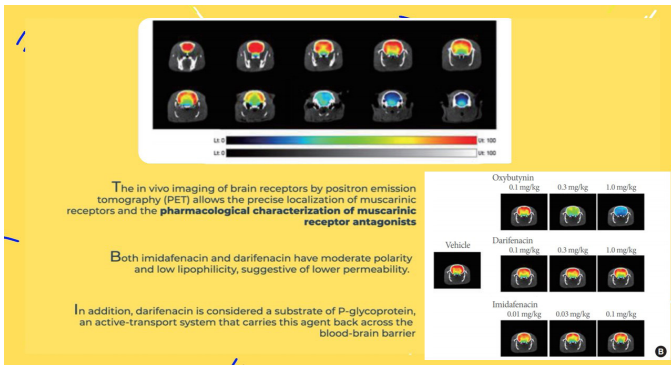 Lt: 0
Ut: 100
Lt: 0
Ut: 100
The in vivo imaging of brain receptors by positron emission
tomography (PET) allows the precise localization of muscarinic
receptors and the pharmacological characterization of muscarinic
receptor antagonists
Both imidafenacin and darifenacin have moderate polarity
and low lipophilicity, suggestive of lower permeability.
In addition, darifenacin is considered a substrate of P-glycoprotein,
an active-transport system that carries this agent back across the
blood-brain barrier
Oxybutynin
0.1 mg/kg 0.3 mg/kg 1.0 mg/kg
Vehicle
Darifenacin
0.1 mg/kg 0.3 mg/kg 1.0 mg/kg
Imidafenacin
0.01 mg/kg 0.03 mg/kg 0.1 mg/kg
B